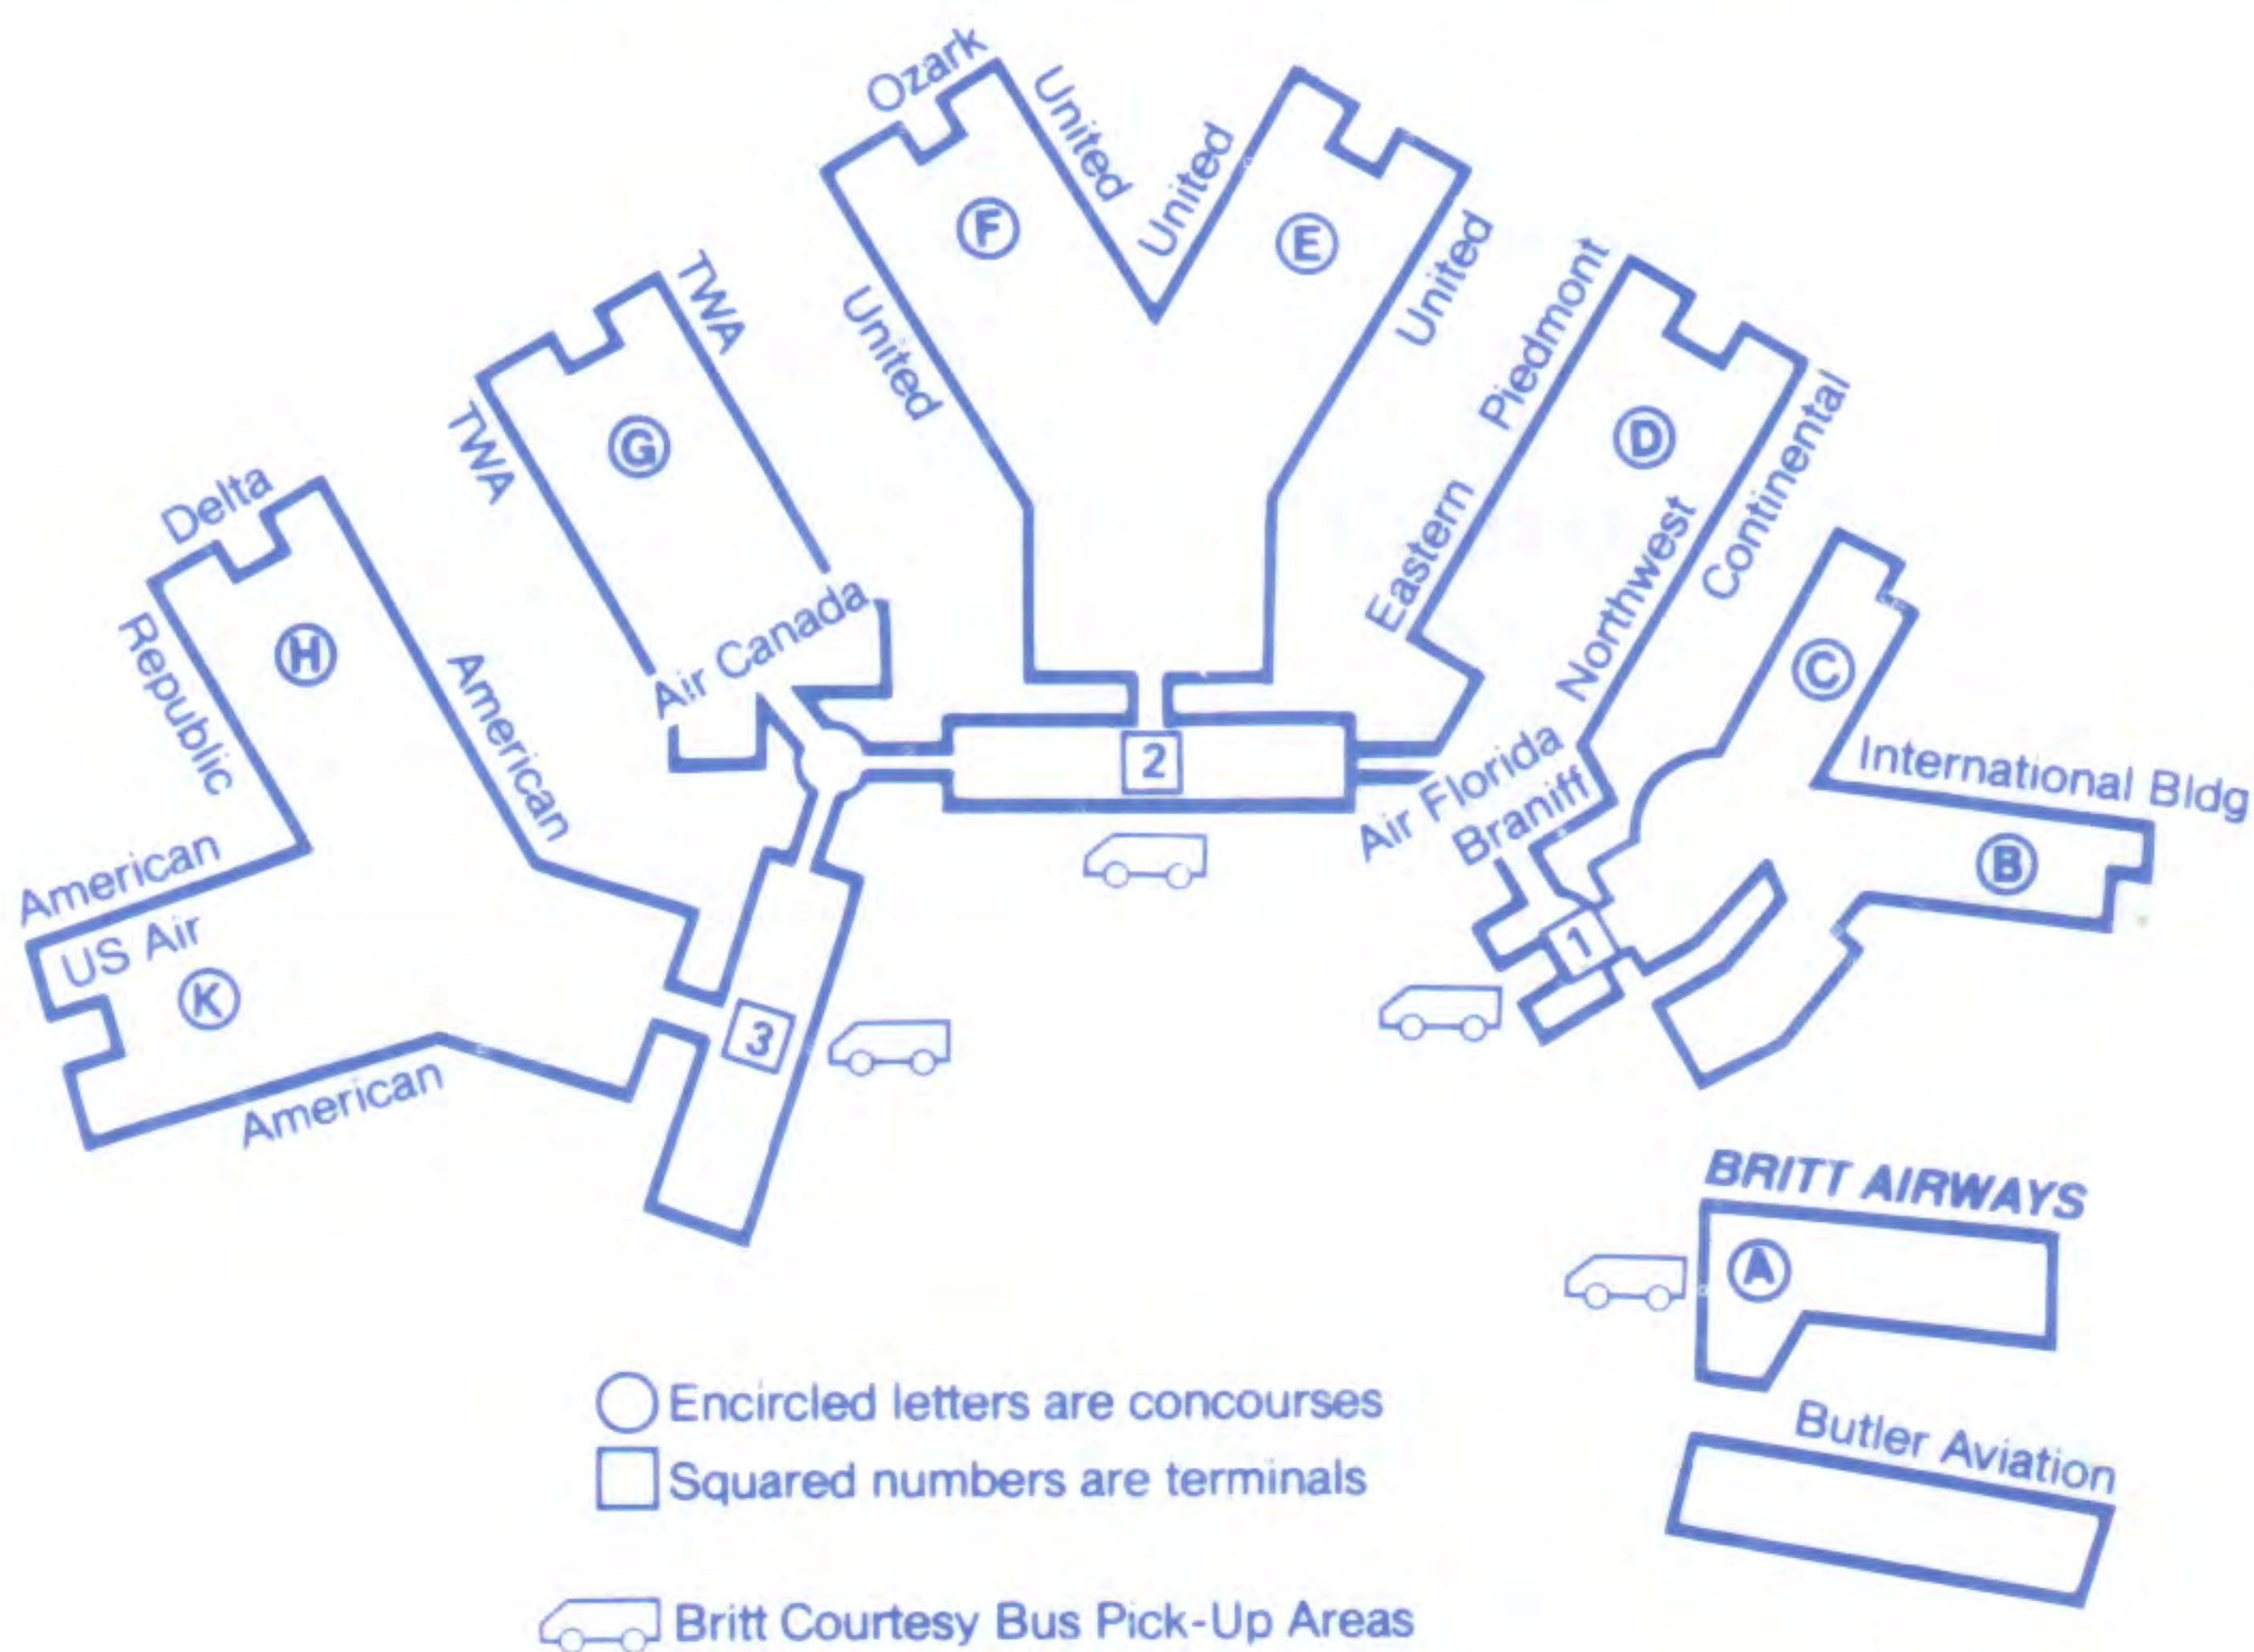 Ozark
United
United
F
E
United
United
TWA
TWA
G
Piedmont
Eastern
D
Continental
Northwest
Delta
H
Republic
American
Air Canada
C
International Bldg
B
2
Air Florida
Braniff
1
American
US Air
K
American
3
BRITT AIRWAYS
A
Butler Aviation
Encircled letters are concourses
Squared numbers are terminals
Britt Courtesy Bus Pick-Up Areas